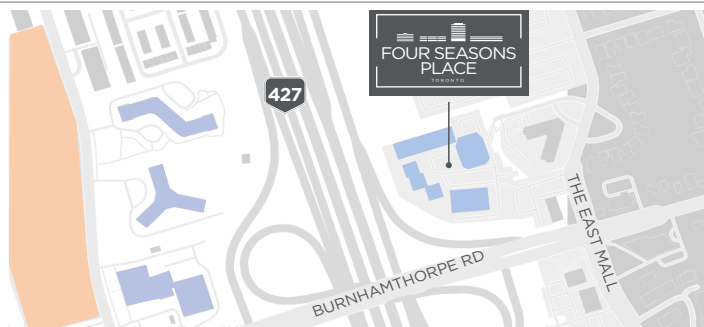 FOUR SEASONS
PLACE
TORONTO
427
THE EAST MALL
BURNHAMTHORPE RD